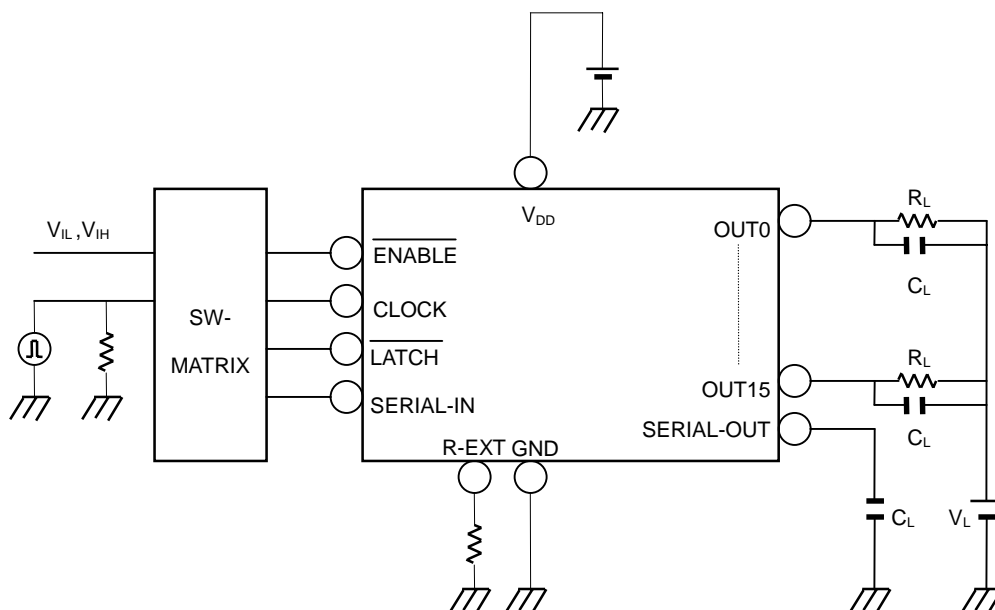 V_DD
V_IL ,V_IH
SW-
MATRIX
ENABLE
CLOCK
LATCH
SERIAL-IN
R-EXT
GND
OUT0
OUT15
SERIAL-OUT
R_L
C_L
R_L
C_L
C_L
V_L